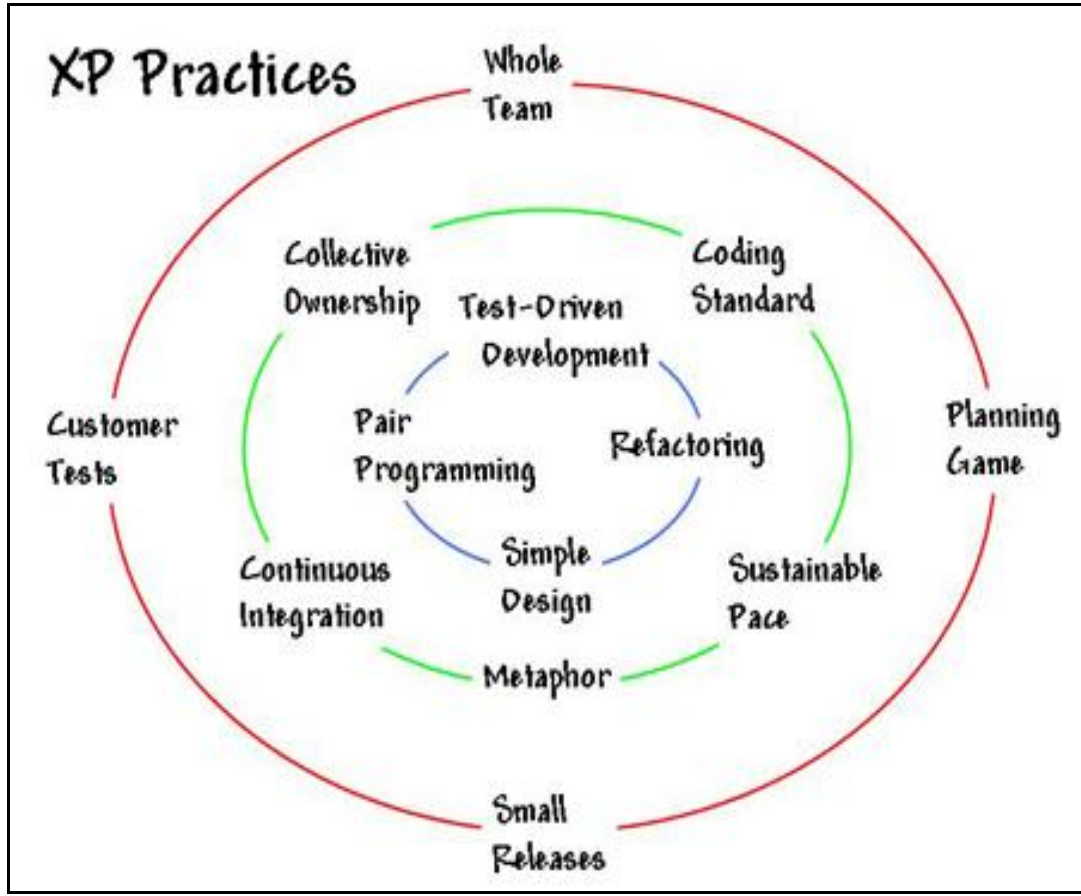 XP Practices
Whole
Team
Collective
Ownership
Coding
Standard
Test-Driven
Development
Customer
Tests
Pair
Programming
Refactoring
Planning
Game
Continuous
Integration
Simple
Design
Sustainable
Pace
Metaphor
Small
Releases